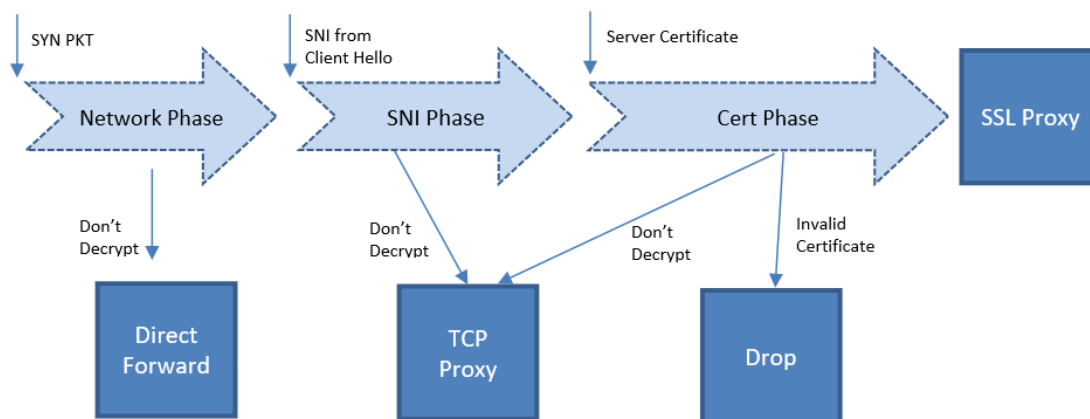 SYN PKT
SNI from
Client Hello
Server Certificate
Network Phase
SNI Phase
Cert Phase
SSL Proxy
Don’t
Decrypt
Don’t
Decrypt
Don’t
Decrypt
Invalid
Certificate
Direct
Forward
TCP
Proxy
Drop